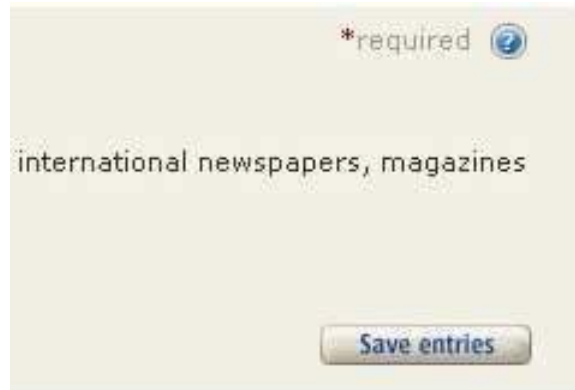 *required ?
international newspapers, magazines
Save entries